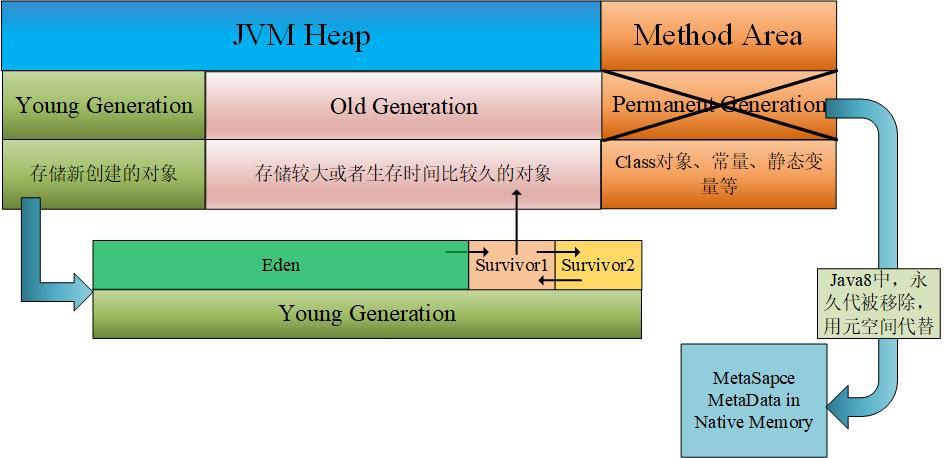 JVM Heap
Method Area
Young Generation
Old Generation
Permanent Generation
存储新创建的对象
存储较大或者生存时间比较久的对象
Class对象、常量、静态变
量等
Eden
Survivor1
Survivor2
Young Generation
Java8中，永
久代被移除，
用元空间代替
MetaSapce
MetaData in
Native Memory